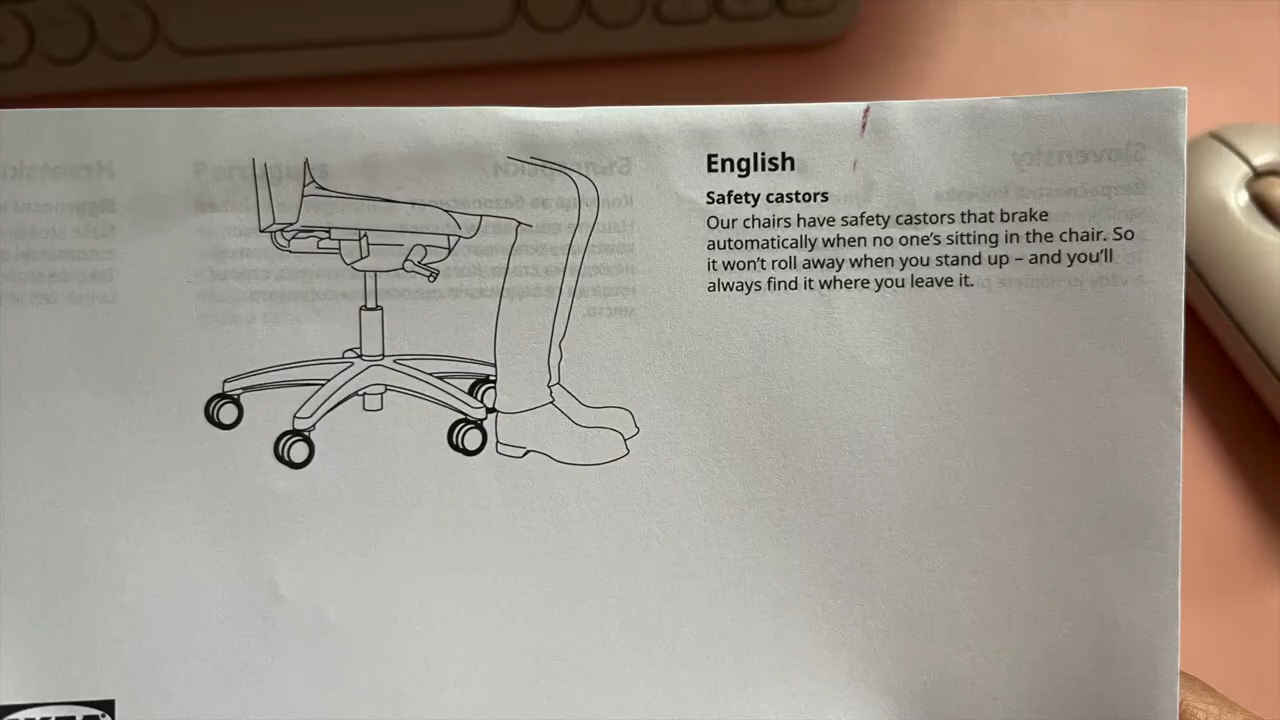 English
Safety castors
Our chairs have safety castors that brake
automatically when no one's sitting in the chair. So
it won't roll away when you stand up – and you'll
always find it where you leave it.